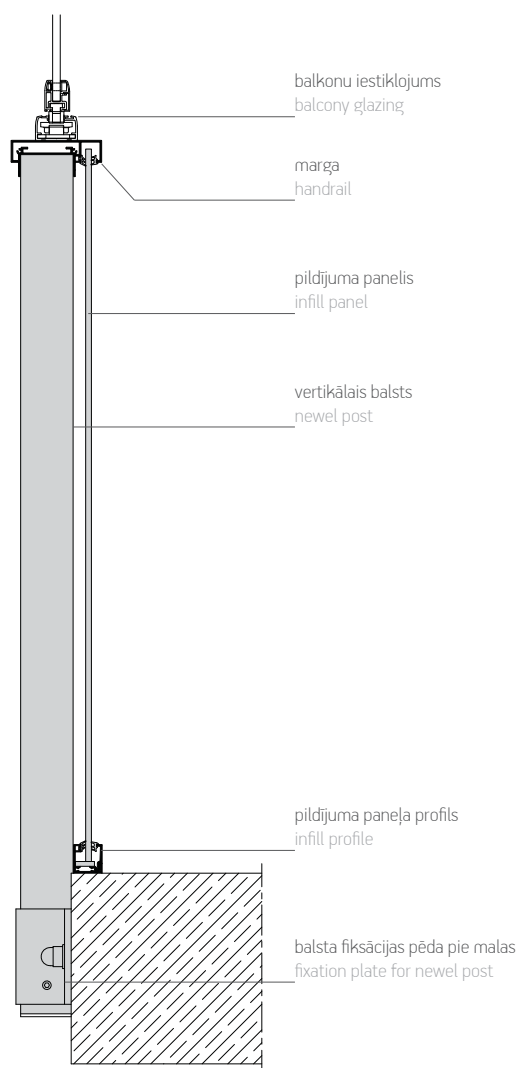 balkonu iestiklojums
balcony glazing
marga
handrail
pildījuma panelis
infill panel
vertikālais balsts
newel post
pildījuma paneļa profils
infill profile
balsta fiksācijas pēda pie malas
fixation plate for newel post